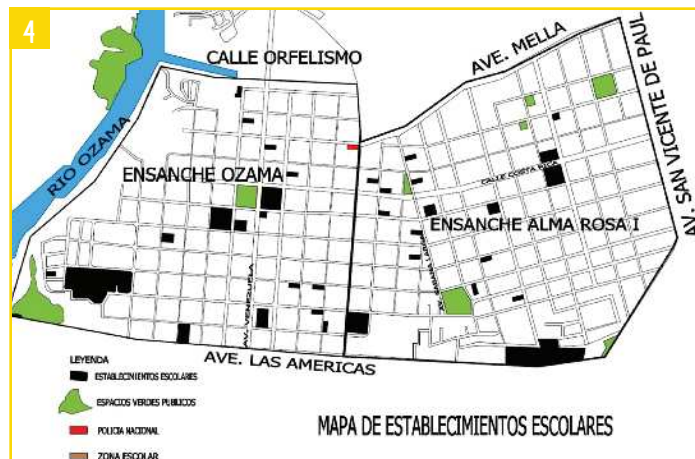 4
CALLE ORFELISMO
AVE. MELLA
AV. SAN VICENTE DE PAUL
RIO OZAMA
ENSANCHE OZAMA
CALLE COSTA RICA
ENSANCHE ALMA ROSA I
AV. VENEZUELA
AVE. LAS AMERICAS
LEYENDA
ESTABLECIMIENTOS ESCOLARES
ESPACIOS VERDES PUBLICOS
POLICIA NACIONAL
ZONA ESCOLAR
MAPA DE ESTABLECIMIENTOS ESCOLARES